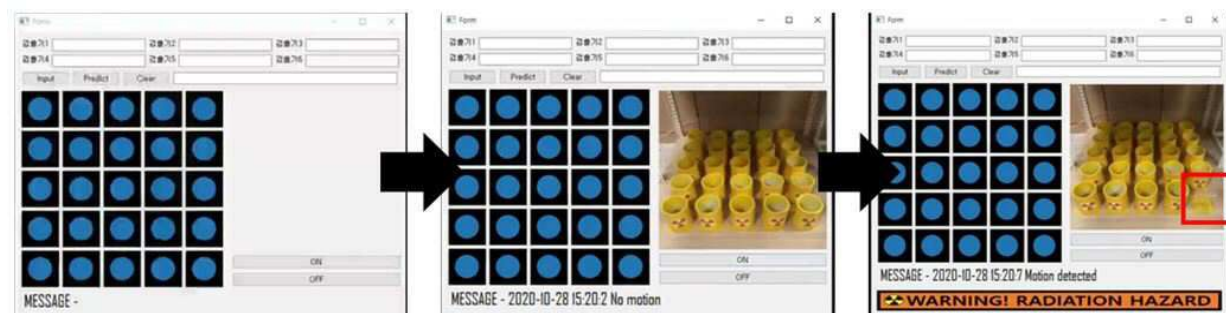 Form
검출기1 검출기2 검출기3
검출기4 검출기5 검출기6
Input Predict Clear
ON
OFF
MESSAGE -
Form
검출기1 검출기2 검출기3
검출기4 검출기5 검출기6
Input Predict Clear
ON
OFF
MESSAGE - 2020-10-28 15:20:2 No motion
Form
검출기1 검출기2 검출기3
검출기4 검출기5 검출기6
Input Predict Clear
ON
OFF
MESSAGE - 2020-10-28 15:20:7 Motion detected
WARNING! RADIATION HAZARD